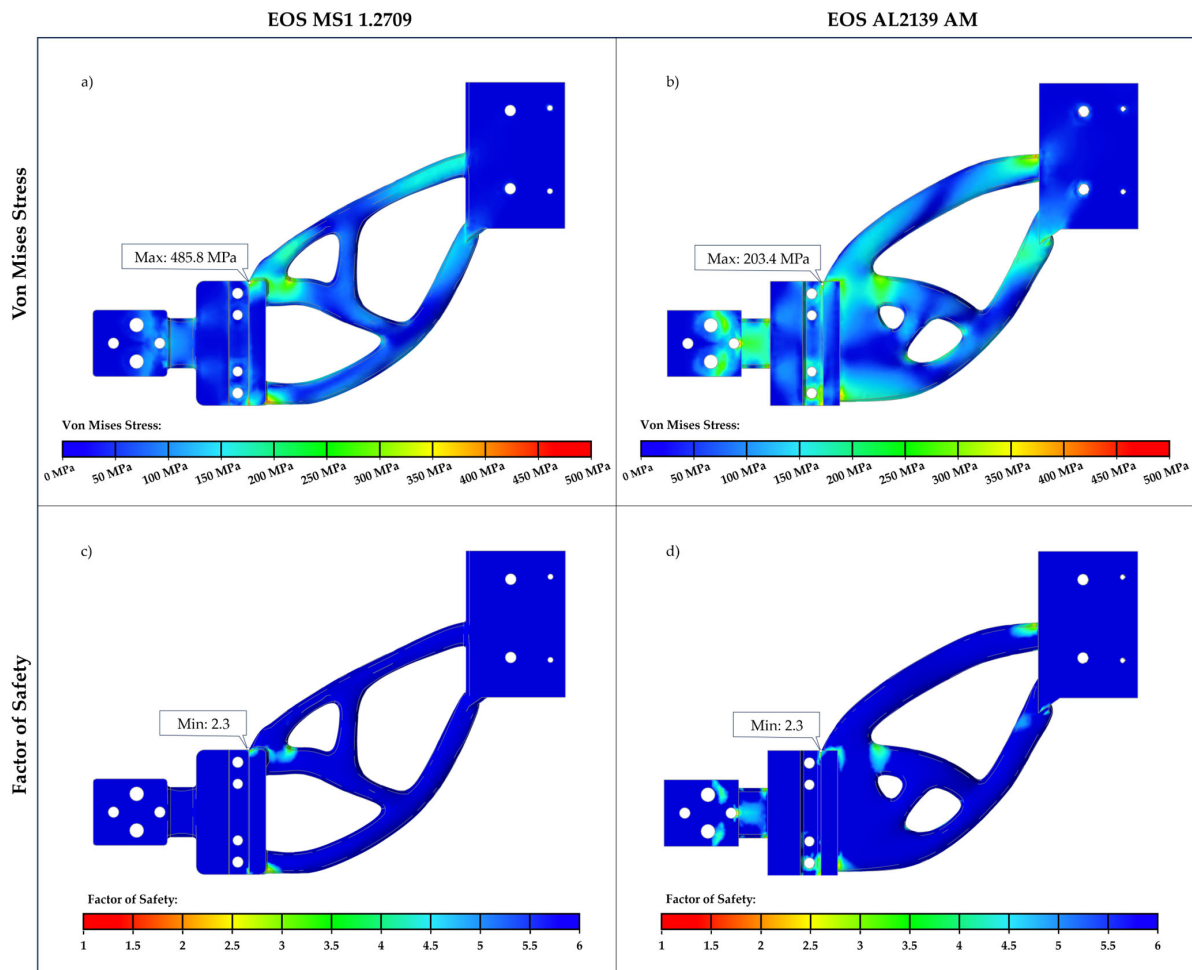 EOS MS1 1.2709
EOS AL2139 AM
Von Mises Stress
a)
Max: 485.8 MPa
Von Mises Stress:
0 MPa 50 MPa 100 MPa 150 MPa 200 MPa 250 MPa 300 MPa 350 MPa 400 MPa 450 MPa 500 MPa
b)
Max: 203.4 MPa
Von Mises Stress:
0 MPa 50 MPa 100 MPa 150 MPa 200 MPa 250 MPa 300 MPa 350 MPa 400 MPa 450 MPa 500 MPa
Factor of Safety
c)
Min: 2.3
Factor of Safety:
1 1.5 2 2.5 3 3.5 4 4.5 5 5.5 6
d)
Min: 2.3
Factor of Safety:
1 1.5 2 2.5 3 3.5 4 4.5 5 5.5 6